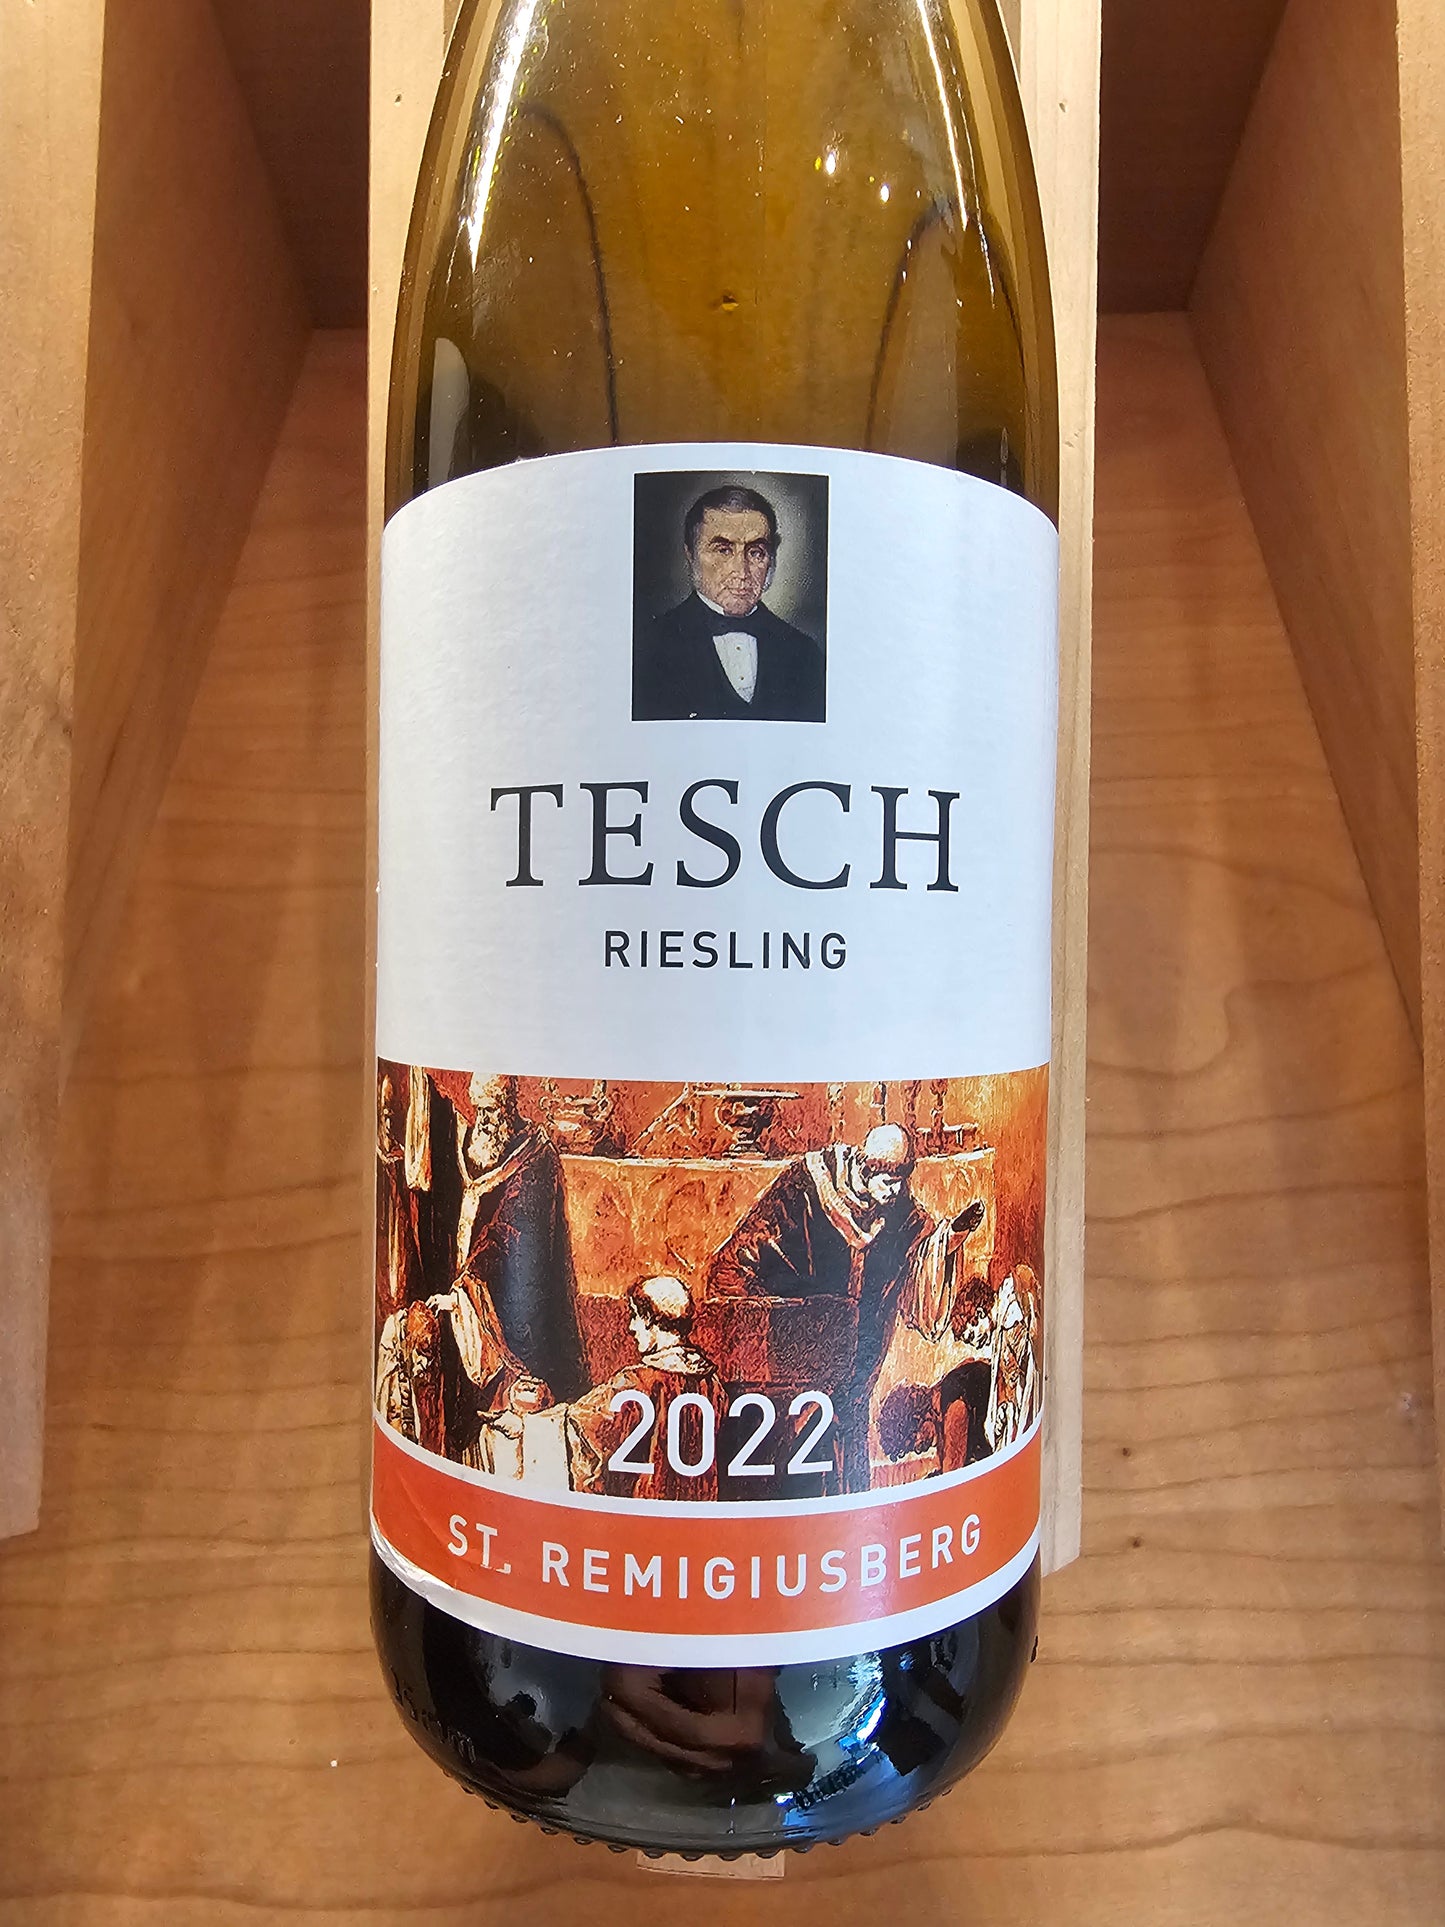 TESCH
RIESLING
2022
ST. REMIGIUSBERG